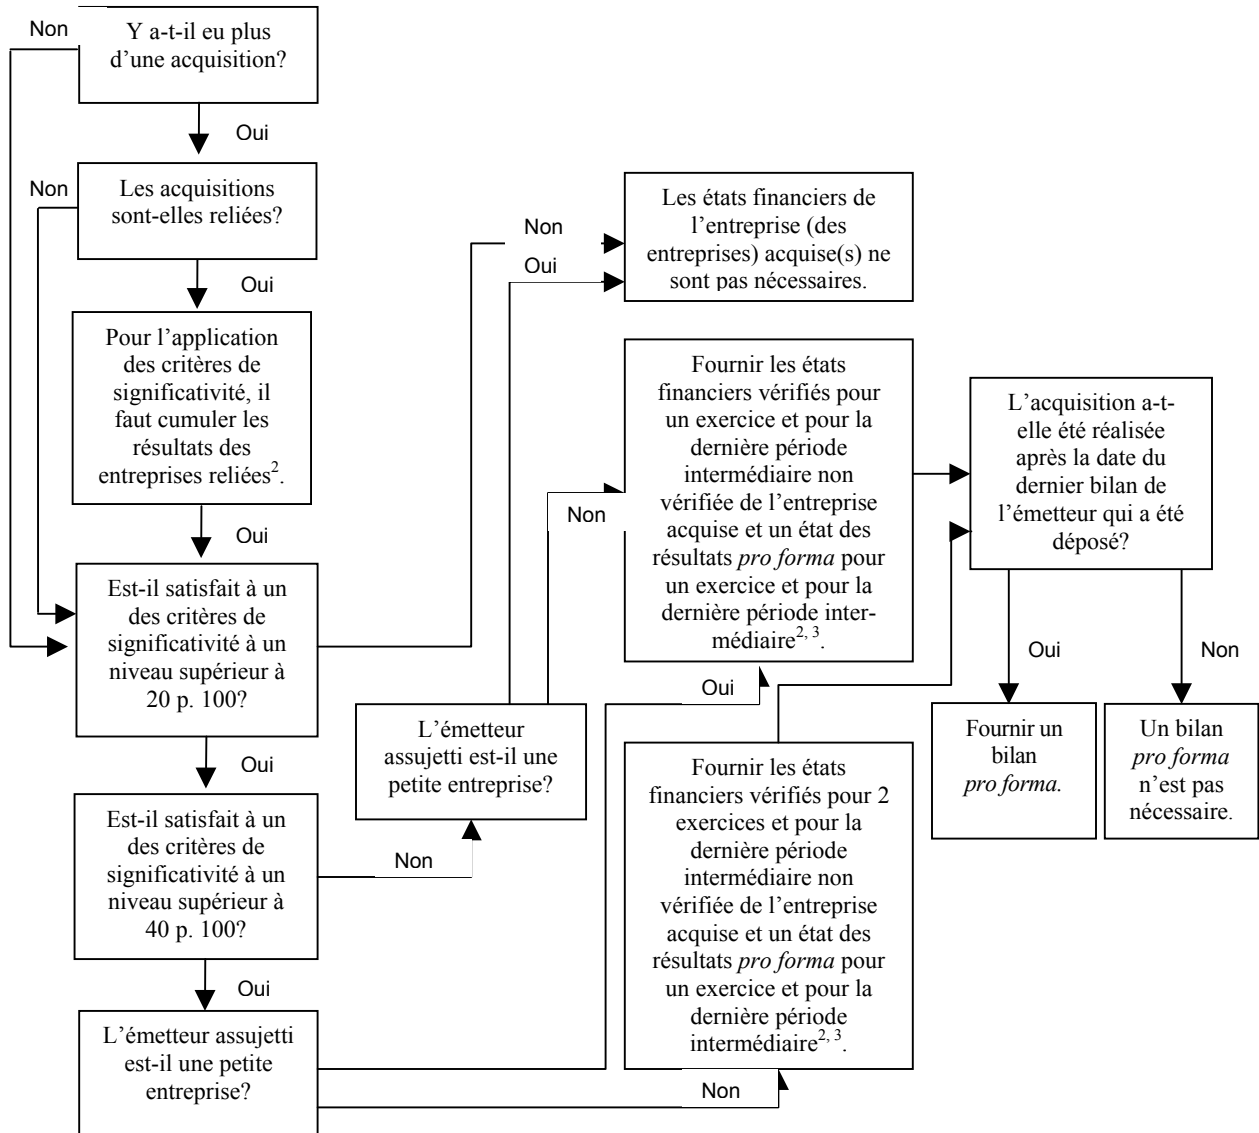 Non
Y a-t-il eu plus
d'une acquisition?
Oui
Non
Les acquisitions
sont-elles reliées?
Oui
Pour l'application
des critères de
significativité, il
faut cumuler les
résultats des
entreprises reliées2.
Oui
Est-il satisfait à un
des critères de
significativité à un
niveau supérieur à
20 p. 100?
Oui
Est-il satisfait à un
des critères de
significativité à un
niveau supérieur à
40 p. 100?
Non
Oui
L'émetteur assujetti
est-il une petite
entreprise?
L'émetteur
assujetti est-il une
petite entreprise?
Non
Oui
Non
Oui
Non
Les états financiers de
l'entreprise (des
entreprises) acquise(s) ne
sont pas nécessaires.
Fournir les états
financiers vérifiés pour
un exercice et pour la
dernière période
intermédiaire non
vérifiée de l'entreprise
acquise et un état des
résultats pro forma pour
un exercice et pour la
dernière période inter-
médiaire2, 3.
Fournir les états
financiers vérifiés pour 2
exercices et pour la
dernière période
intermédiaire non
vérifiée de l'entreprise
acquise et un état des
résultats pro forma pour
un exercice et pour la
dernière période
intermédiaire2, 3.
L'acquisition a-t-
elle été réalisée
après la date du
dernier bilan de
l'émetteur qui a été
déposé?
Oui
Non
Fournir un
bilan
pro forma.
Un bilan
pro forma
n'est pas
nécessaire.